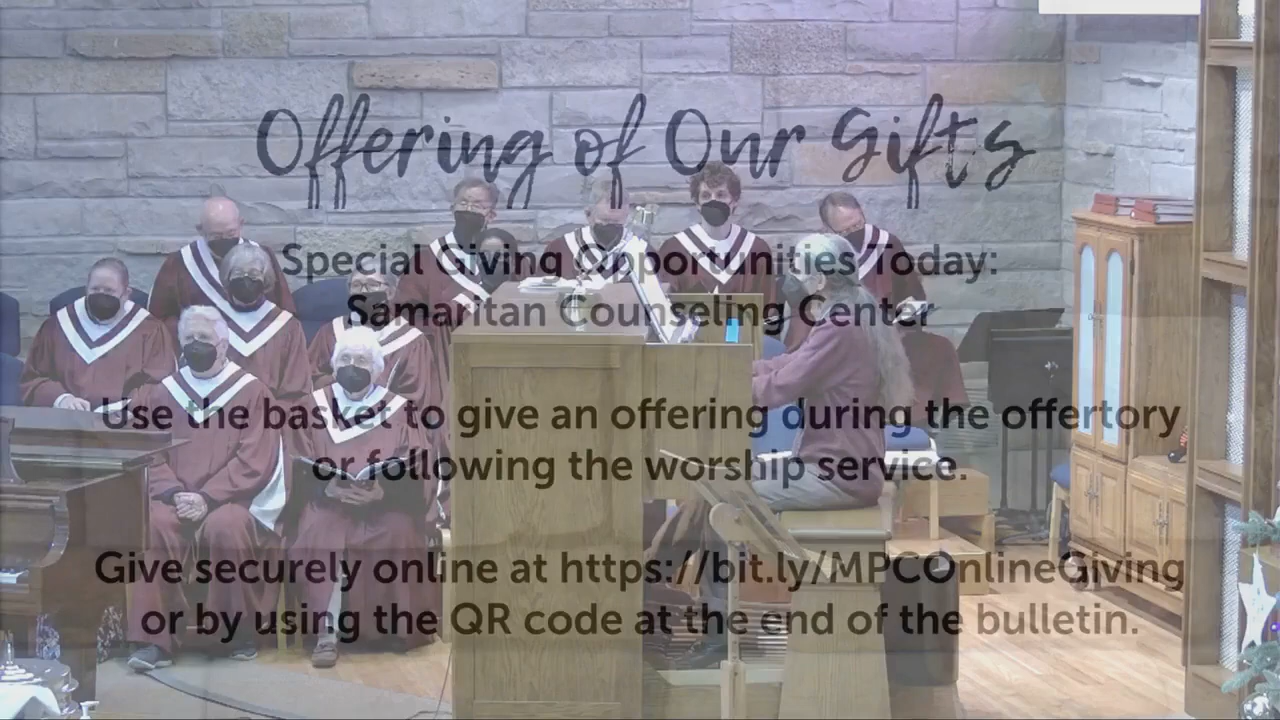 Offering of Our Gifts
Special Giving Opportunities Today:
Samaritan Counseling Center
Use the basket to give an offering during the offertory
or following the worship service.
Give securely online at https://bit.ly/MPCOnlineGiving
or by using the QR code at the end of the bulletin.